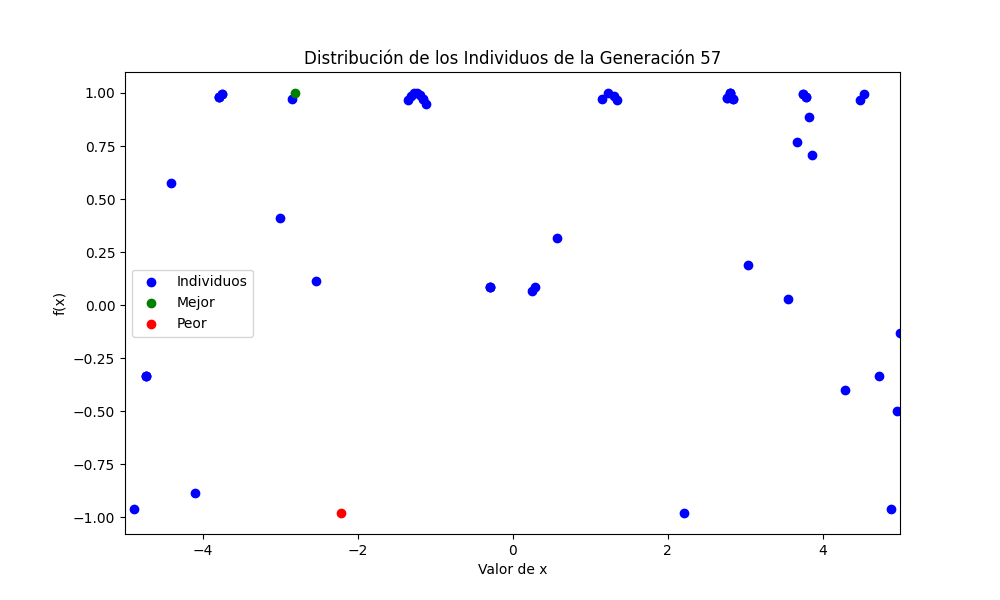 Distribución de los Individuos de la Generación 57
1.00
0.75
0.50
0.25
0.00
−0.25
−0.50
−0.75
−1.00
f(x)
Individuos
Mejor
Peor
−4
−2
0
2
4
Valor de x